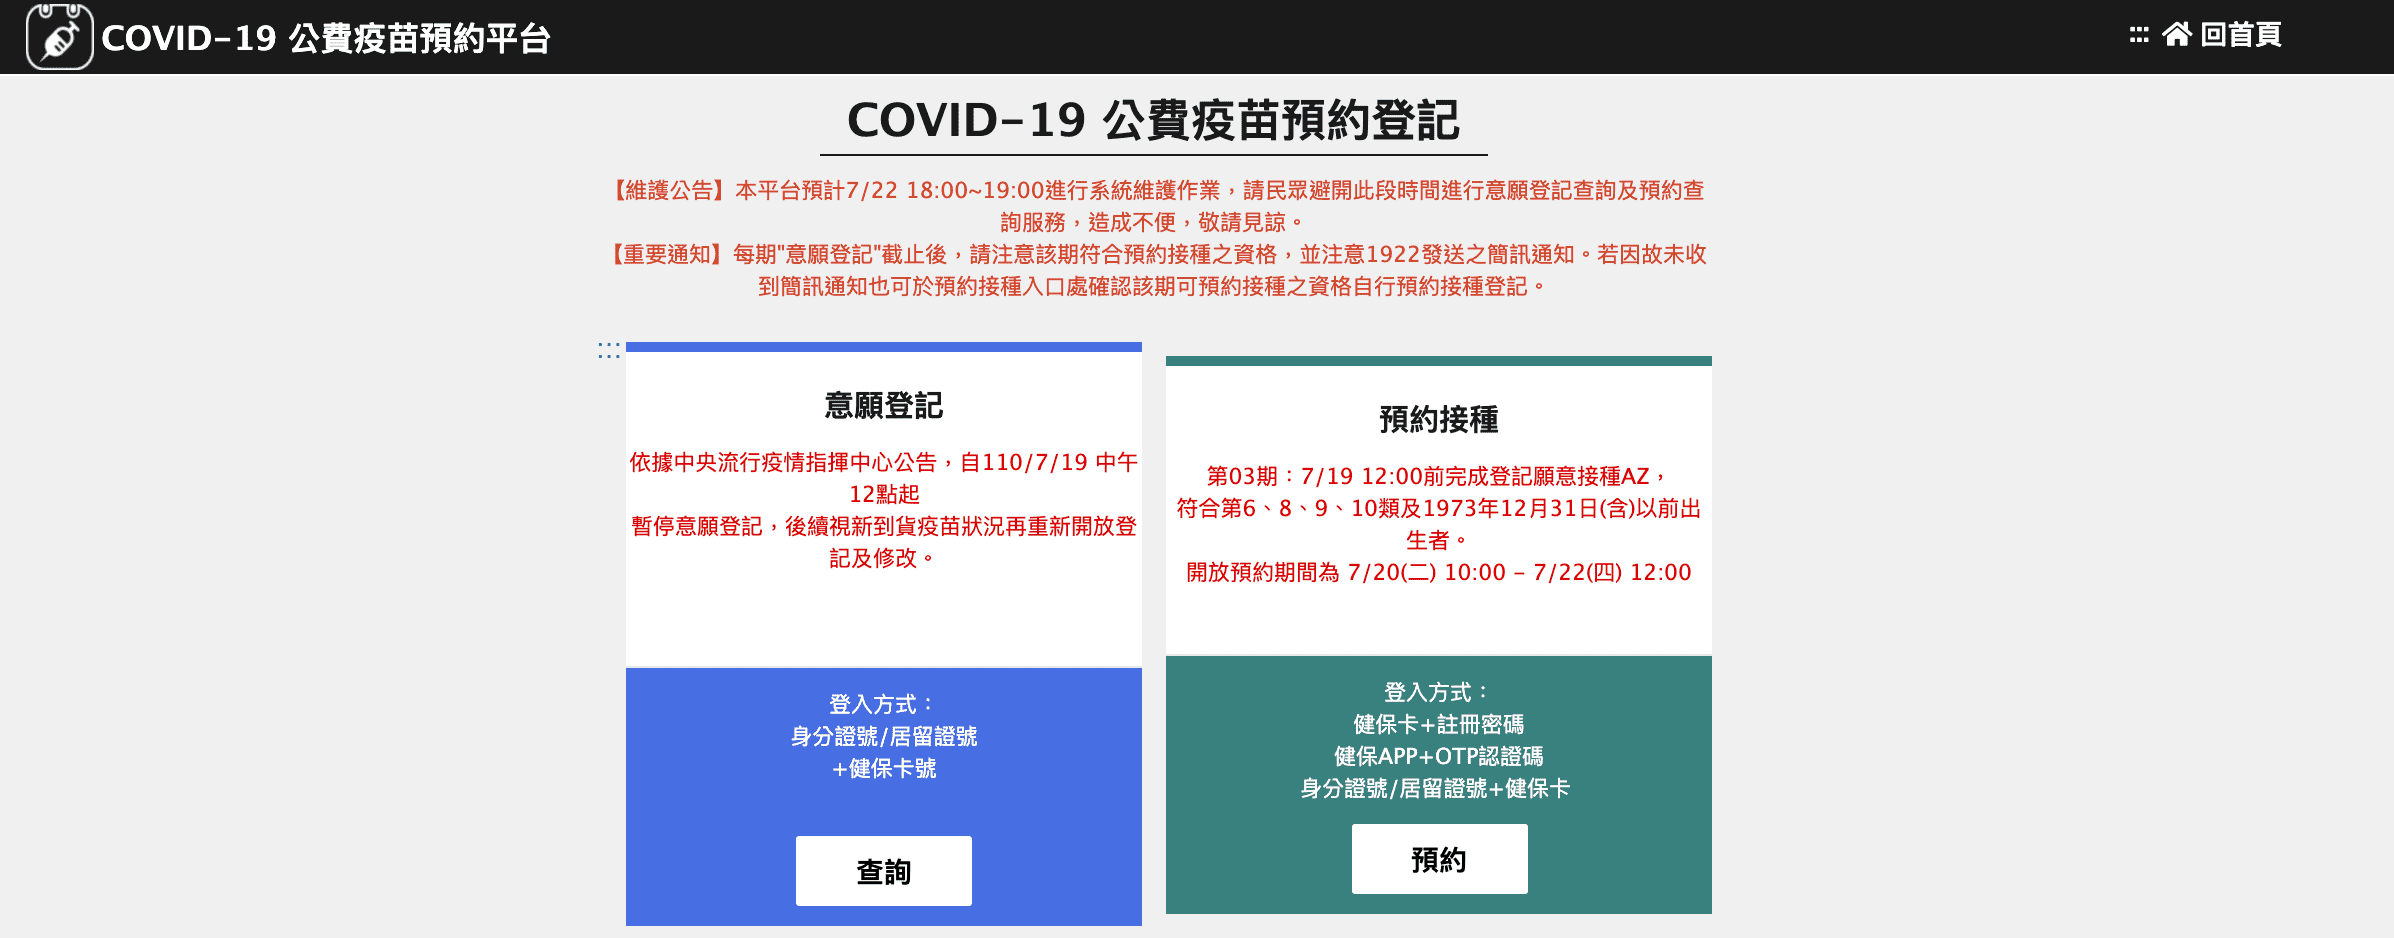 COVID-19 公費疫苗預約平台
回首頁
COVID-19 公費疫苗預約登記
【維護公告】本平台預計7/22 18:00~19:00進行系統維護作業，請民眾避開此段時間進行意願登記查詢及預約查
詢服務，造成不便，敬請見諒。
【重要通知】每期"意願登記"截止後，請注意該期符合預約接種之資格，並注意1922發送之簡訊通知。若因故未收
到簡訊通知也可於預約接種入口處確認該期可預約接種之資格自行預約接種登記。
意願登記
依據中央流行疫情指揮中心公告，自110/7/19 中午
12點起
暫停意願登記，後續視新到貨疫苗狀況再重新開放登
記及修改。
登入方式：
身分證號/居留證號
+健保卡號
查詢
預約接種
第03期：7/19 12:00前完成登記願意接種AZ，
符合第6、8、9、10類及1973年12月31日(含)以前出
生者。
開放預約期間為 7/20(二) 10:00 - 7/22(四) 12:00
登入方式：
健保卡+註冊密碼
健保APP+OTP認證碼
身分證號/居留證號+健保卡
預約